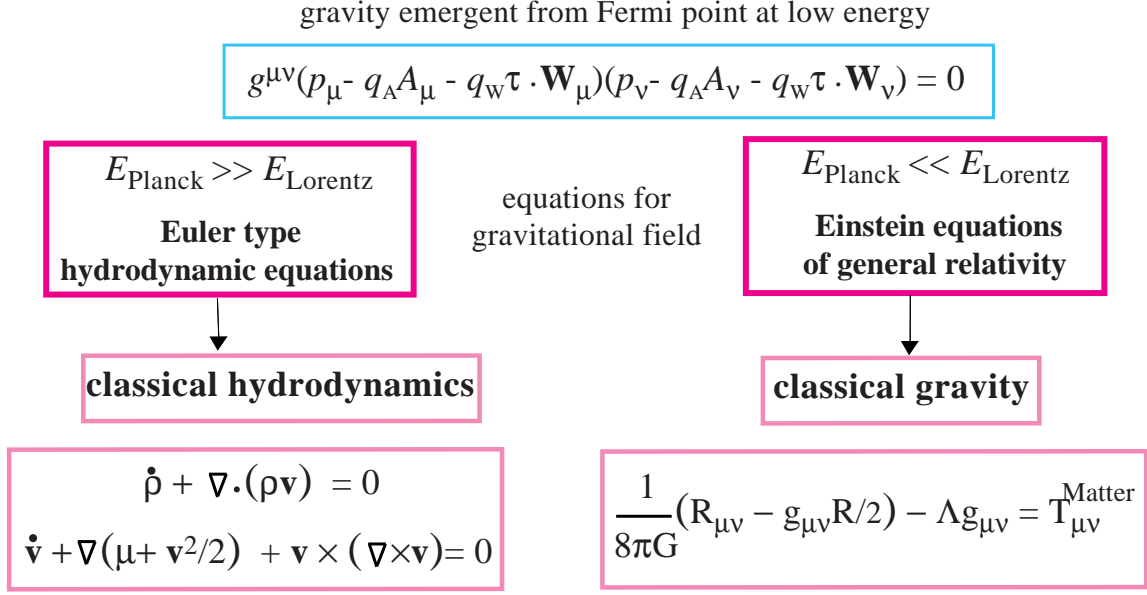 gravity emergent from Fermi point at low energy
g^{μν}(p_μ - q_A A_μ - q_W τ · W_μ)(p_ν - q_A A_ν - q_W τ · W_ν) = 0
E_Planck >> E_Lorentz
Euler type
hydrodynamic equations
equations for
gravitational field
E_Planck << E_Lorentz
Einstein equations
of general relativity
classical hydrodynamics
classical gravity
ρ̇ + ∇·(ρv) = 0
v̇ + ∇(μ + v²/2) + v × (∇×v) = 0
1/8πG (R_μν – g_μν R/2) – Λg_μν = T_μν^Matter